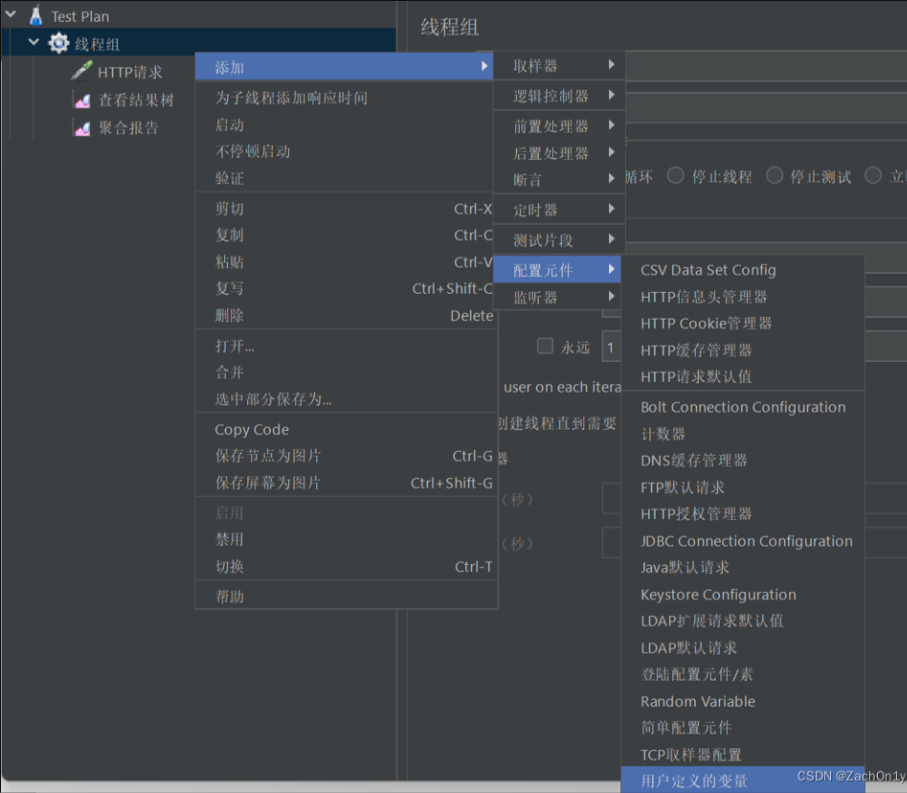 Test Plan
线程组
HTTP请求
查看结果树
聚合报告
线程组
添加
为子线程添加响应时间
启动
不停顿启动
验证
剪切 Ctrl-X
复制 Ctrl-C
粘贴 Ctrl-V
复写 Ctrl+Shift-C
删除 Delete
打开...
合并
选中部分保存为...
Copy Code
保存节点为图片 Ctrl-G
保存屏幕为图片 Ctrl+Shift-G
启用
禁用
切换 Ctrl-T
帮助
取样器
逻辑控制器
前置处理器
后置处理器
断言
定时器
测试片段
配置元件
监听器
循环 停止线程 停止测试 立
永远 1
user on each itera
创建线程直到需要
器
（秒）
（秒）
CSV Data Set Config
HTTP信息头管理器
HTTP Cookie管理器
HTTP缓存管理器
HTTP请求默认值
Bolt Connection Configuration
计数器
DNS缓存管理器
FTP默认请求
HTTP授权管理器
JDBC Connection Configuration
Java默认请求
Keystore Configuration
LDAP扩展请求默认值
LDAP默认请求
登陆配置元件/素
Random Variable
简单配置元件
TCP取样器配置
用户定义的变量
CSDN @ZachOn1y